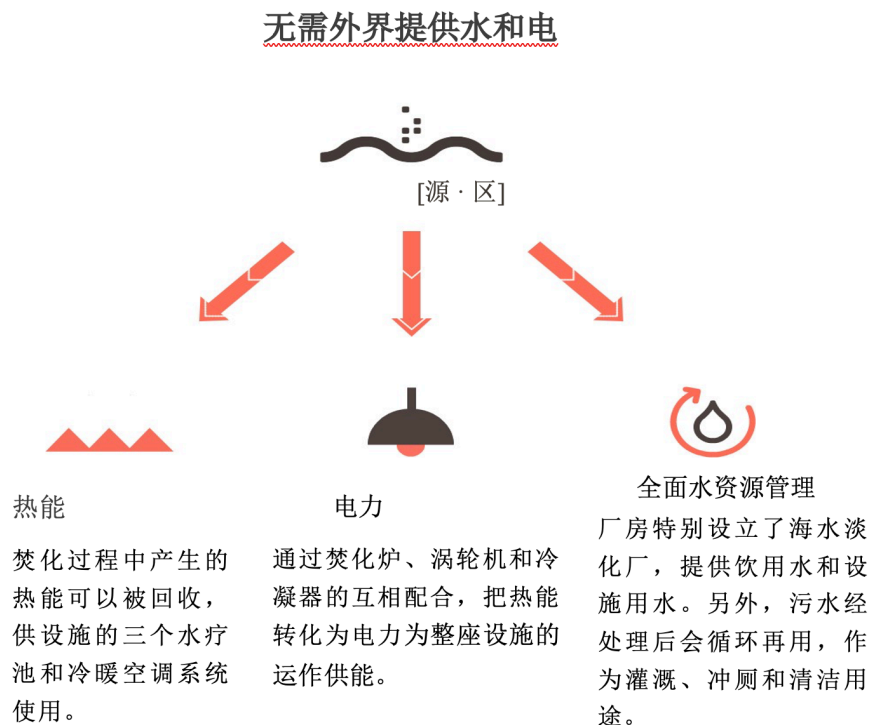 无需外界提供水和电
[源 · 区]
热能
焚化过程中产生的
热能可以被回收，
供设施的三个水疗
池和冷暖空调系统
使用。
电力
通过焚化炉、涡轮机和冷
凝器的互相配合，把热能
转化为电力为整座设施的
运作供能。
全面水资源管理
厂房特别设立了海水淡
化厂，提供饮用水和设
施用水。另外，污水经
处理后会循环再用，作
为灌溉、冲厕和清洁用
途。